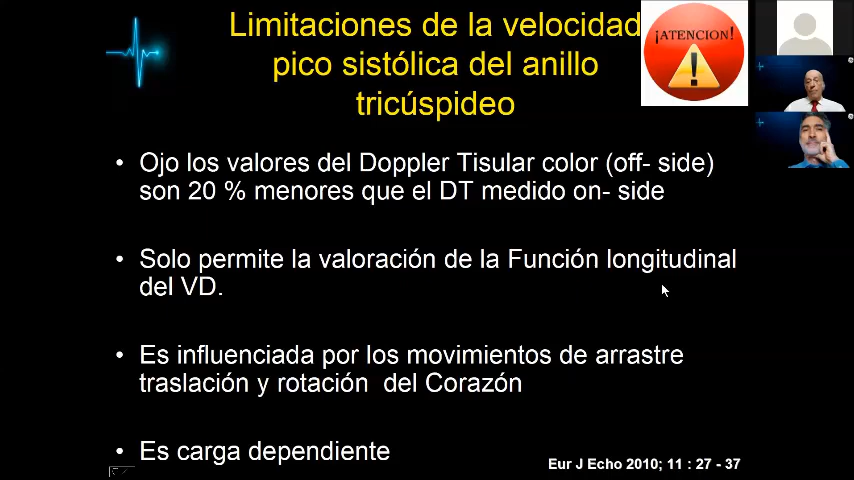 Limitaciones de la velocidad
pico sistólica del anillo
tricúspideo
¡ATENCION!
• Ojo los valores del Doppler Tisular color (off- side)
son 20 % menores que el DT medido on- side
• Solo permite la valoración de la Función longitudinal
del VD.
• Es influenciada por los movimientos de arrastre
traslación y rotación del Corazón
• Es carga dependiente
Eur J Echo 2010; 11 : 27 - 37